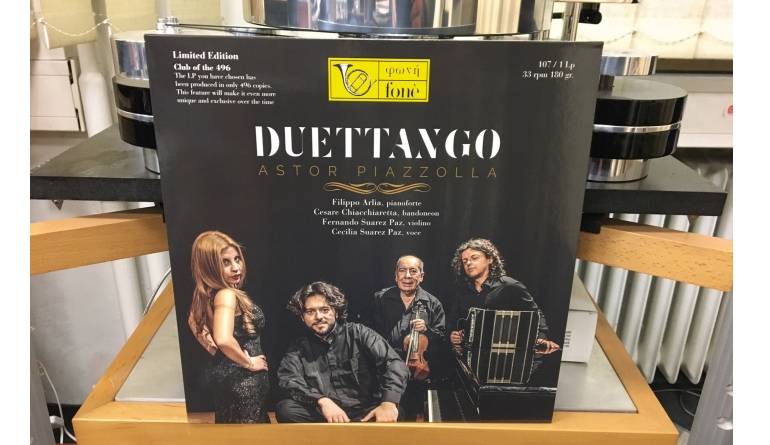 Limited Edition
Club of the 496
The LP you have chosen has
been produced in only 496 copies.
This feature will make it even more
unique and exclusive over the time
φωνή
fonè
107 / 1 Lp
33 rpm 180 gr.
DUETTANGO
ASTOR PIAZZOLLA
Filippo Arlia, pianoforte
Cesare Chiacchiaretta, bandoneon
Fernando Suarez Paz, violino
Cecilia Suarez Paz, voce